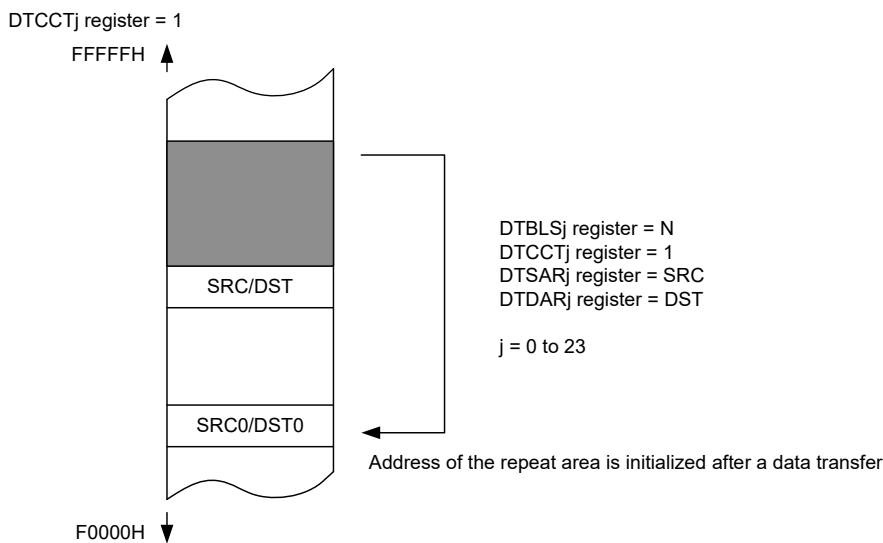 DTCCTj register = 1
FFFFFH
DTBLSj register = N
DTCCTj register = 1
SRC/DST
DTSARj register = SRC
DTDARj register = DST
j = 0 to 23
SRC0/DST0
Address of the repeat area is initialized after a data transfer
F0000H